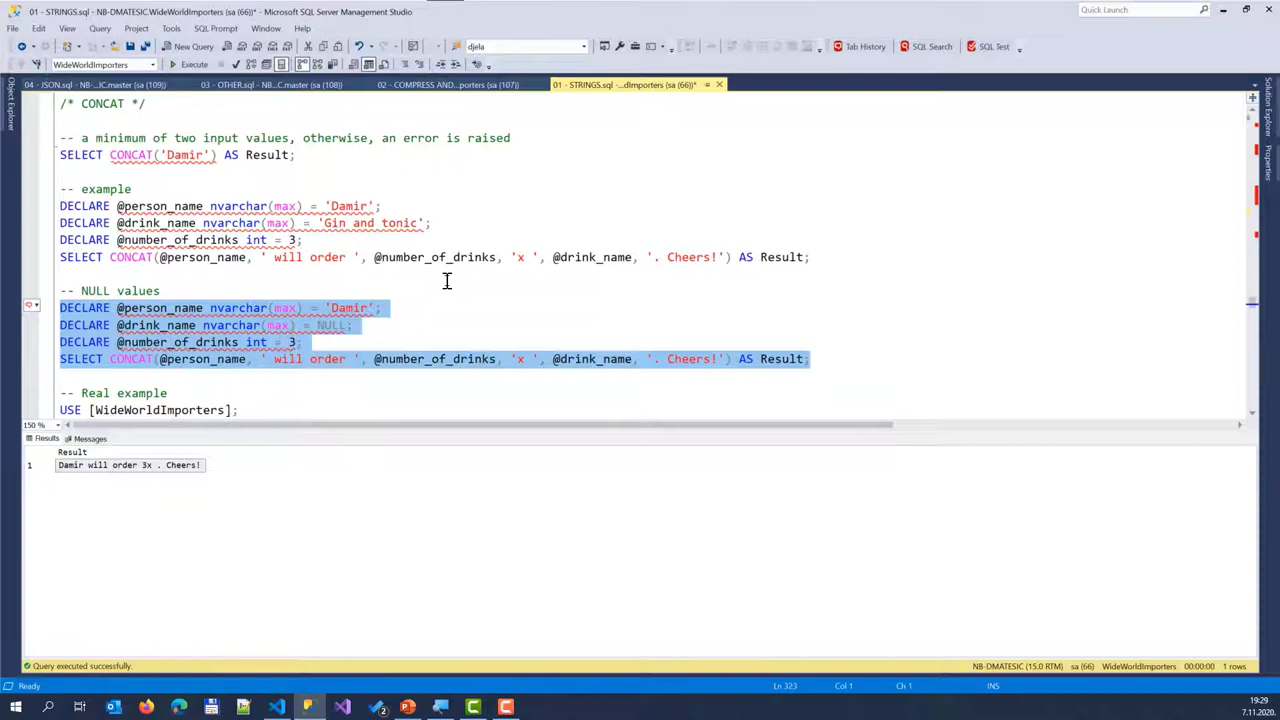 01 - STRINGS.sql - NB-DMATESIC.WideWorldImporters (sa (66))* - Microsoft SQL Server Management Studio
Quick Launch
File Edit View Query Project Tools SQL Prompt Window Help
New Query
djela
Tab History
SQL Search
SQL Test
WideWorldImporters
Execute
04 - JSON.sql - NB-...IC.master (sa (109))
03 - OTHER.sql - NB...C.master (sa (108))
02 - COMPRESS AND...porters (sa (107))
01 - STRINGS.sql -...dImporters (sa (66))*
Object Explorer
Solution Explorer
Properties
/* CONCAT */
-- a minimum of two input values, otherwise, an error is raised
SELECT CONCAT('Damir') AS Result;
-- example
DECLARE @person_name nvarchar(max) = 'Damir';
DECLARE @drink_name nvarchar(max) = 'Gin and tonic';
DECLARE @number_of_drinks int = 3;
SELECT CONCAT(@person_name, ' will order ', @number_of_drinks, 'x ', @drink_name, '. Cheers!') AS Result;
-- NULL values
DECLARE @person_name nvarchar(max) = 'Damir';
DECLARE @drink_name nvarchar(max) = NULL;
DECLARE @number_of_drinks int = 3;
SELECT CONCAT(@person_name, ' will order ', @number_of_drinks, 'x ', @drink_name, '. Cheers!') AS Result;
-- Real example
USE [WideWorldImporters];
150 %
Results Messages
Result
1 Damir will order 3x . Cheers!
Query executed successfully.
NB-DMATESIC (15.0 RTM) sa (66) WideWorldImporters 00:00:00 1 rows
Ready
Ln 323 Col 1 Ch 1 INS
19:29
7.11.2020.